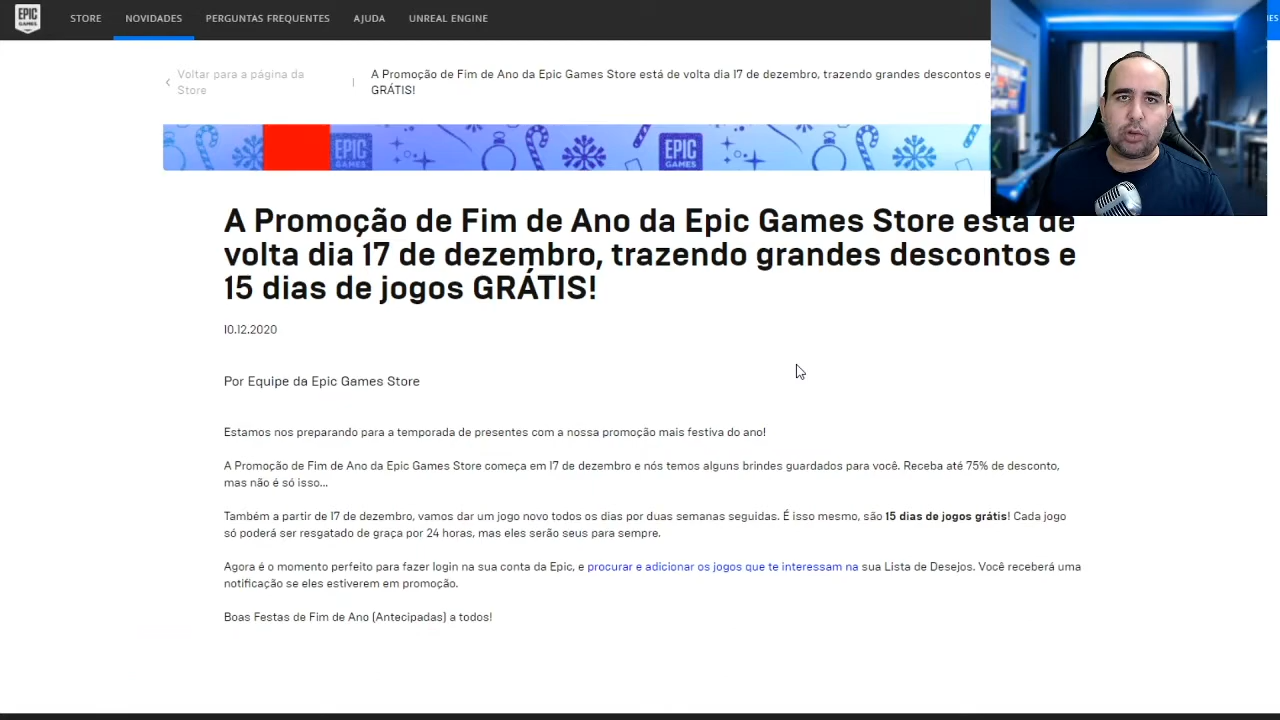 EPIC GAMES
STORE NOVIDADES PERGUNTAS FREQUENTES AJUDA UNREAL ENGINE
Voltar para a página da
Store
A Promoção de Fim de Ano da Epic Games Store está de volta dia 17 de dezembro, trazendo grandes descontos e
GRÁTIS!
EPIC GAMES EPIC GAMES
A Promoção de Fim de Ano da Epic Games Store está de
volta dia 17 de dezembro, trazendo grandes descontos e
15 dias de jogos GRÁTIS!
10.12.2020
Por Equipe da Epic Games Store
Estamos nos preparando para a temporada de presentes com a nossa promoção mais festiva do ano!
A Promoção de Fim de Ano da Epic Games Store começa em 17 de dezembro e nós temos alguns brindes guardados para você. Receba até 75% de desconto,
mas não é só isso...
Também a partir de 17 de dezembro, vamos dar um jogo novo todos os dias por duas semanas seguidas. É isso mesmo, são 15 dias de jogos grátis! Cada jogo
só poderá ser resgatado de graça por 24 horas, mas eles serão seus para sempre.
Agora é o momento perfeito para fazer login na sua conta da Epic, e procurar e adicionar os jogos que te interessam na sua Lista de Desejos. Você receberá uma
notificação se eles estiverem em promoção.
Boas Festas de Fim de Ano (Antecipadas) a todos!